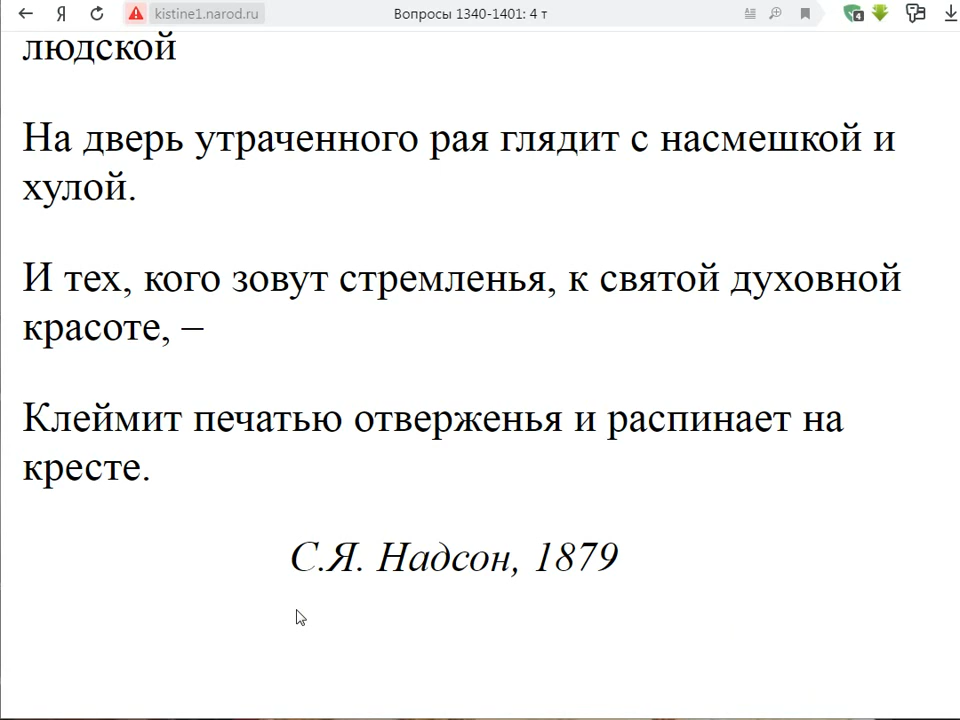 Я kistine1.narod.ru Вопросы 1340-1401: 4 т 4
людской
На дверь утраченного рая глядит с насмешкой и
хулой.
И тех, кого зовут стремленья, к святой духовной
красоте, –
Клеймит печатью отверженья и распинает на
кресте.
С.Я. Надсон, 1879